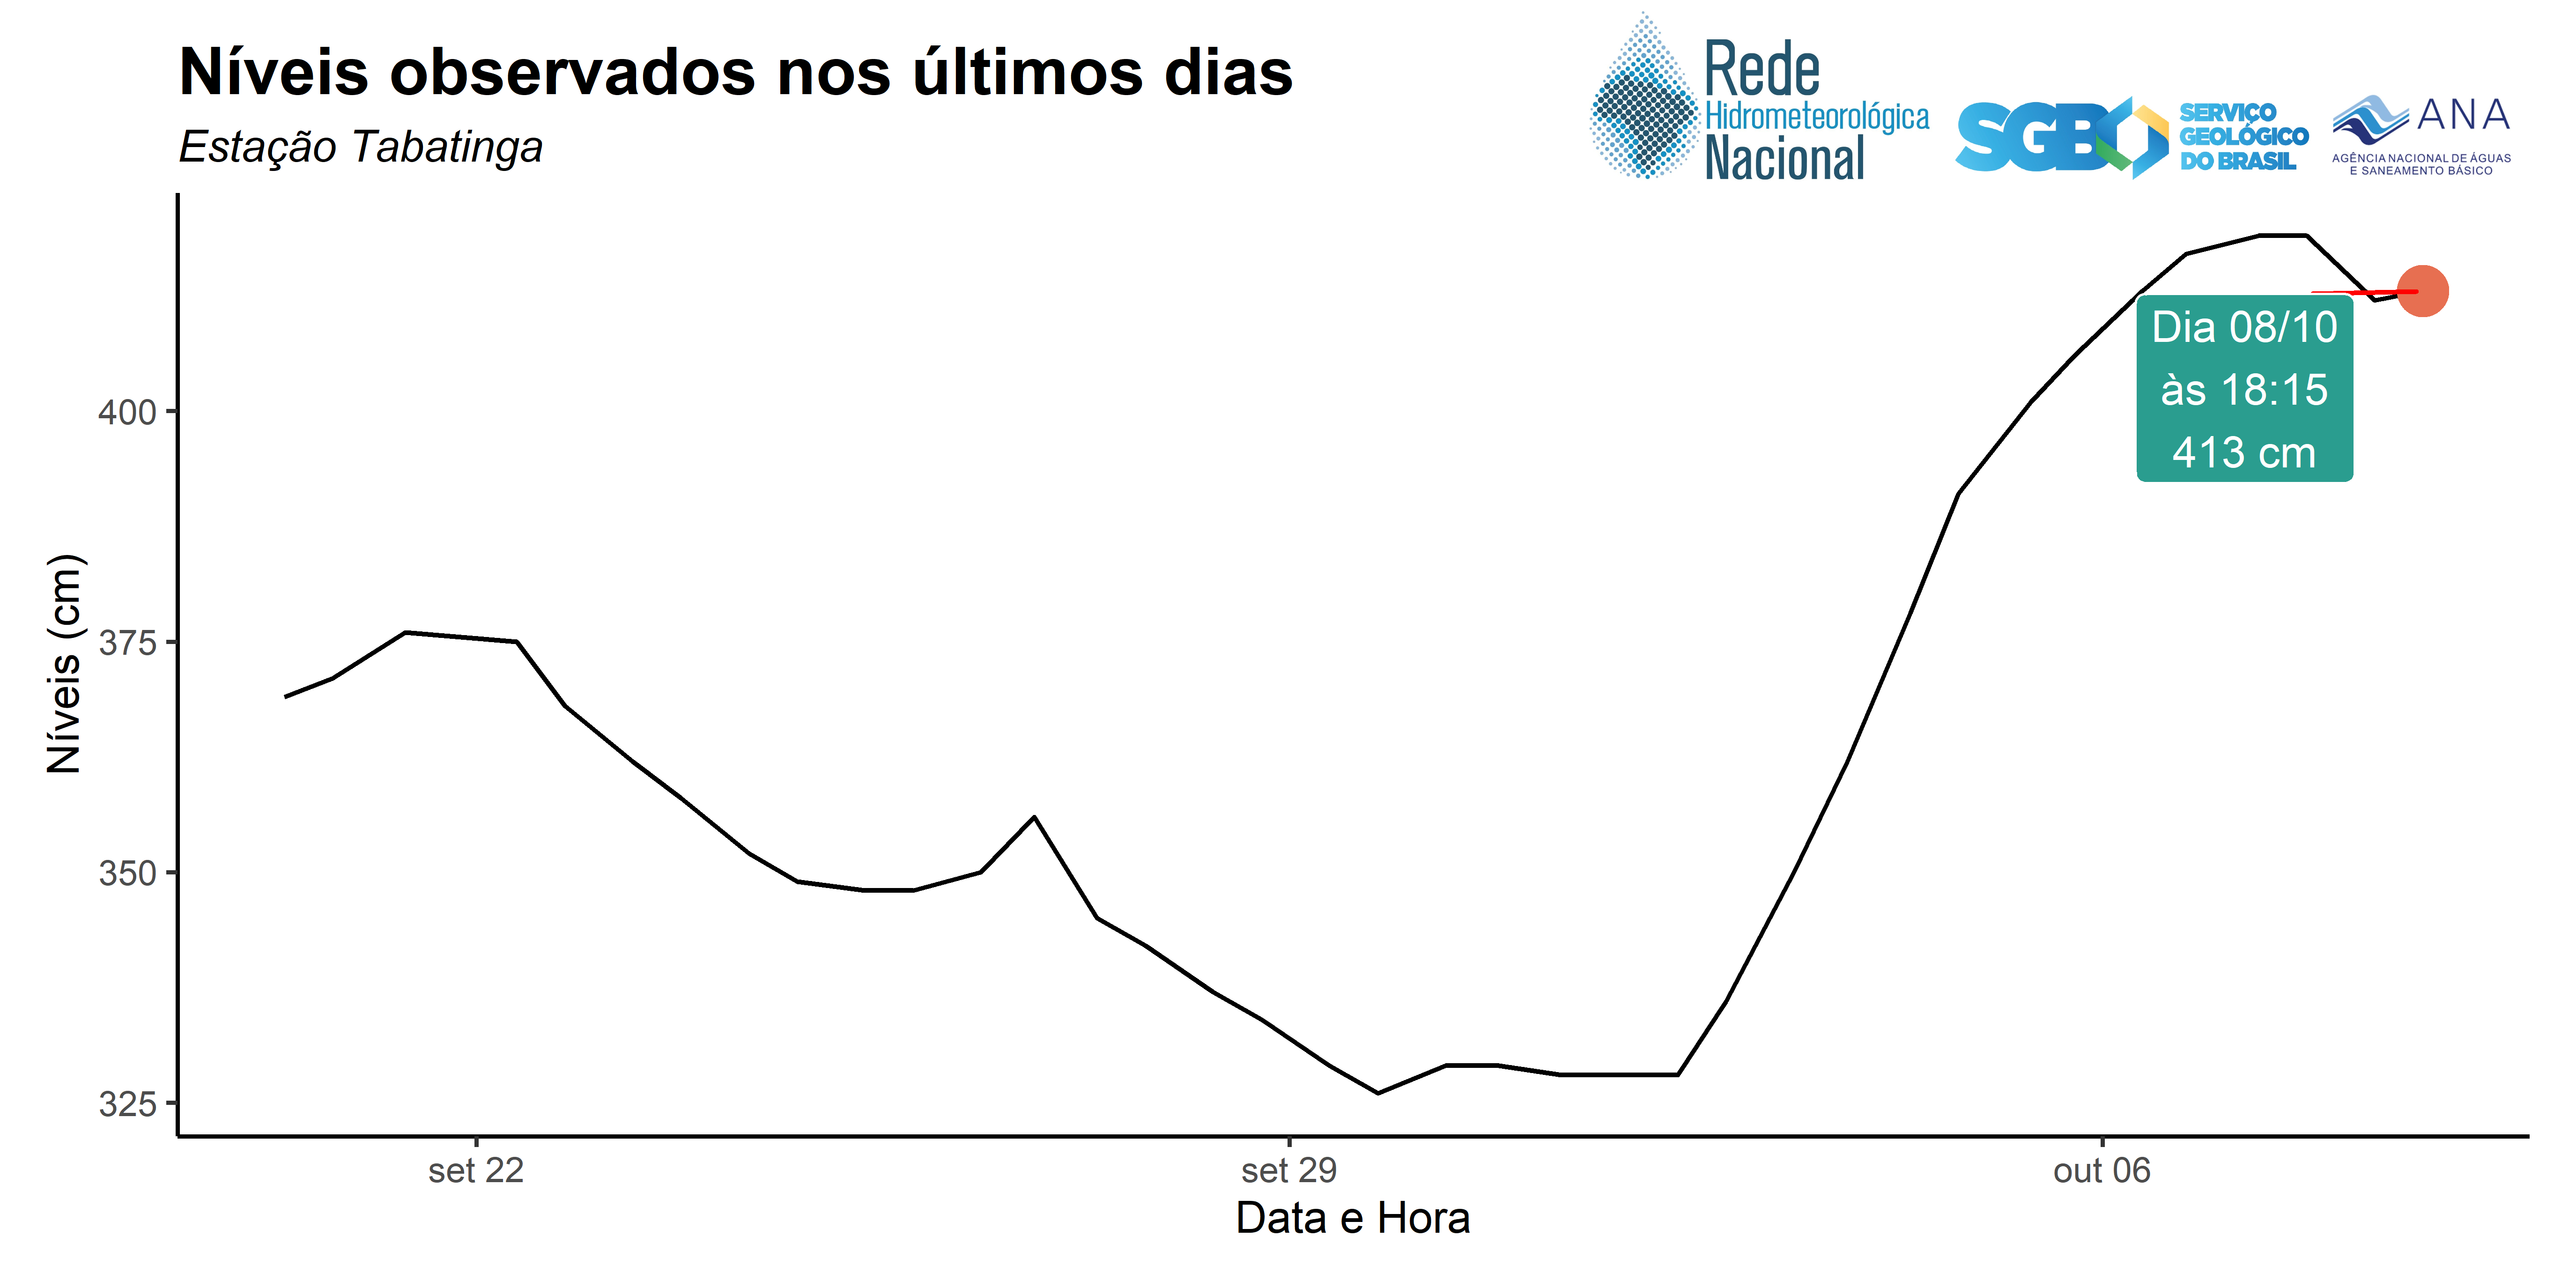 Níveis observados nos últimos dias
Estação Tabatinga
Rede
Hidrometeorológica
Nacional
SGB
SERVIÇO
GEOLÓGICO
DO BRASIL
ANA
AGÊNCIA NACIONAL DE ÁGUAS
E SANEAMENTO BÁSICO
Níveis (cm)
400
375
350
325
Dia 08/10
às 18:15
413 cm
set 22
set 29
out 06
Data e Hora